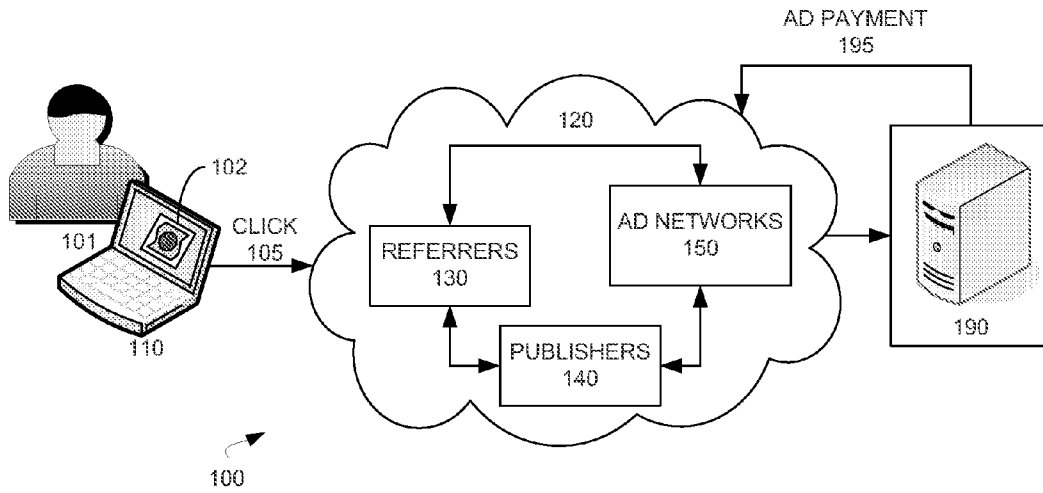 AD PAYMENT
195
120
102
CLICK
105
101
110
REFERRERS
130
AD NETWORKS
150
PUBLISHERS
140
190
100